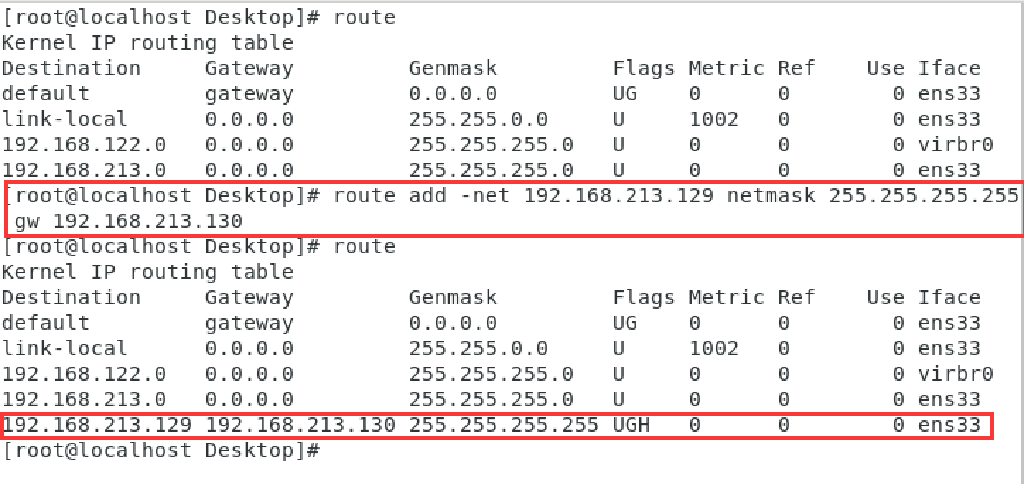 [root@localhost Desktop]# route
Kernel IP routing table
Destination     Gateway         Genmask         Flags Metric Ref    Use Iface
default         gateway         0.0.0.0         UG    0      0        0 ens33
link-local      0.0.0.0         255.255.0.0     U     1002   0        0 ens33
192.168.122.0   0.0.0.0         255.255.255.0   U     0      0        0 virbr0
192.168.213.0   0.0.0.0         255.255.255.0   U     0      0        0 ens33
[root@localhost Desktop]# route add -net 192.168.213.129 netmask 255.255.255.255
 gw 192.168.213.130
[root@localhost Desktop]# route
Kernel IP routing table
Destination     Gateway         Genmask         Flags Metric Ref    Use Iface
default         gateway         0.0.0.0         UG    0      0        0 ens33
link-local      0.0.0.0         255.255.0.0     U     1002   0        0 ens33
192.168.122.0   0.0.0.0         255.255.255.0   U     0      0        0 virbr0
192.168.213.0   0.0.0.0         255.255.255.0   U     0      0        0 ens33
192.168.213.129 192.168.213.130 255.255.255.255 UGH   0      0        0 ens33
[root@localhost Desktop]#